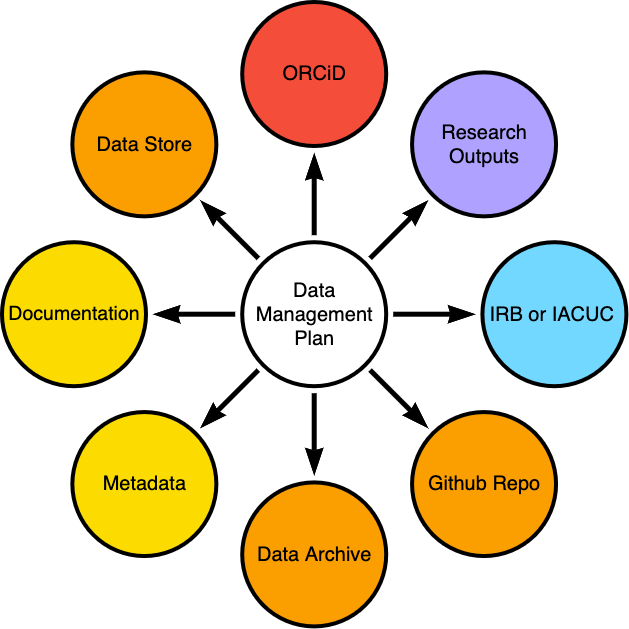 ORCiD
Research
Outputs
Data Store
IRB or IACUC
Documentation
Data
Management
Plan
Github Repo
Metadata
Data Archive